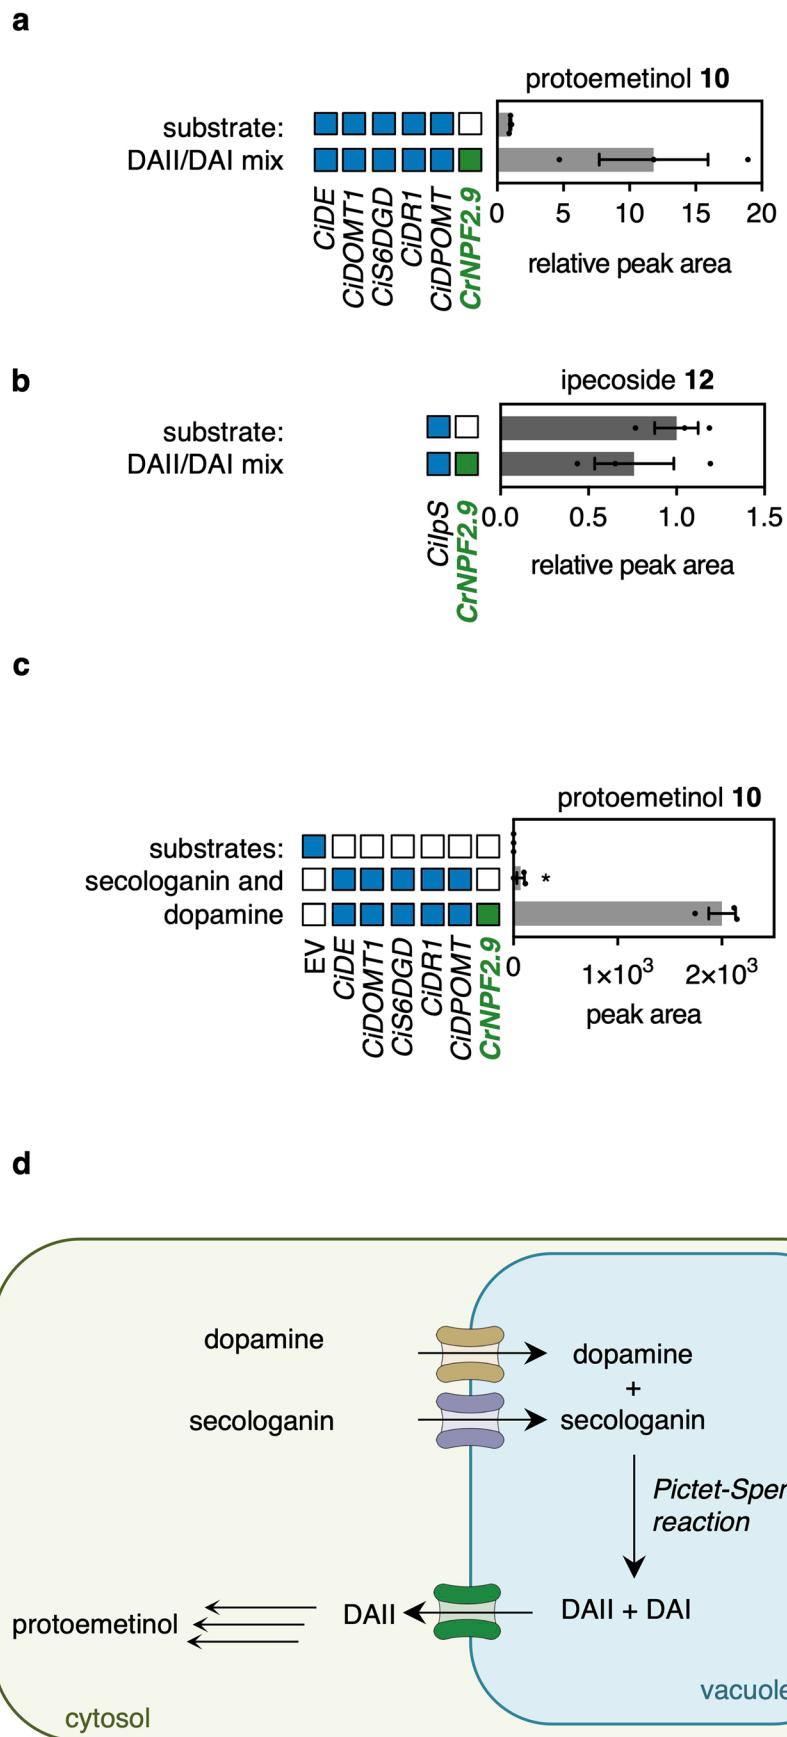 a
protoemetinol 10
substrate:
DAII/DAI mix
CiDE
CiDOMT1
CiS6DGD
CiDR1
CiDPOMT
CrNPF2.9
0 5 10 15 20
relative peak area
b
ipecoside 12
substrate:
DAII/DAI mix
CiIpS
CrNPF2.9
0.0 0.5 1.0 1.5
relative peak area
c
protoemetinol 10
substrates:
secologanin and
*
dopamine
EV
CiDE
CiDOMT1
CiS6DGD
CiDR1
CiDPOMT
CrNPF2.9
0 1×10³ 2×10³
peak area
d
dopamine
dopamine
+
secologanin
secologanin
Pictet-Spen
reaction
DAII
DAII + DAI
protoemetinol
vacuole
cytosol